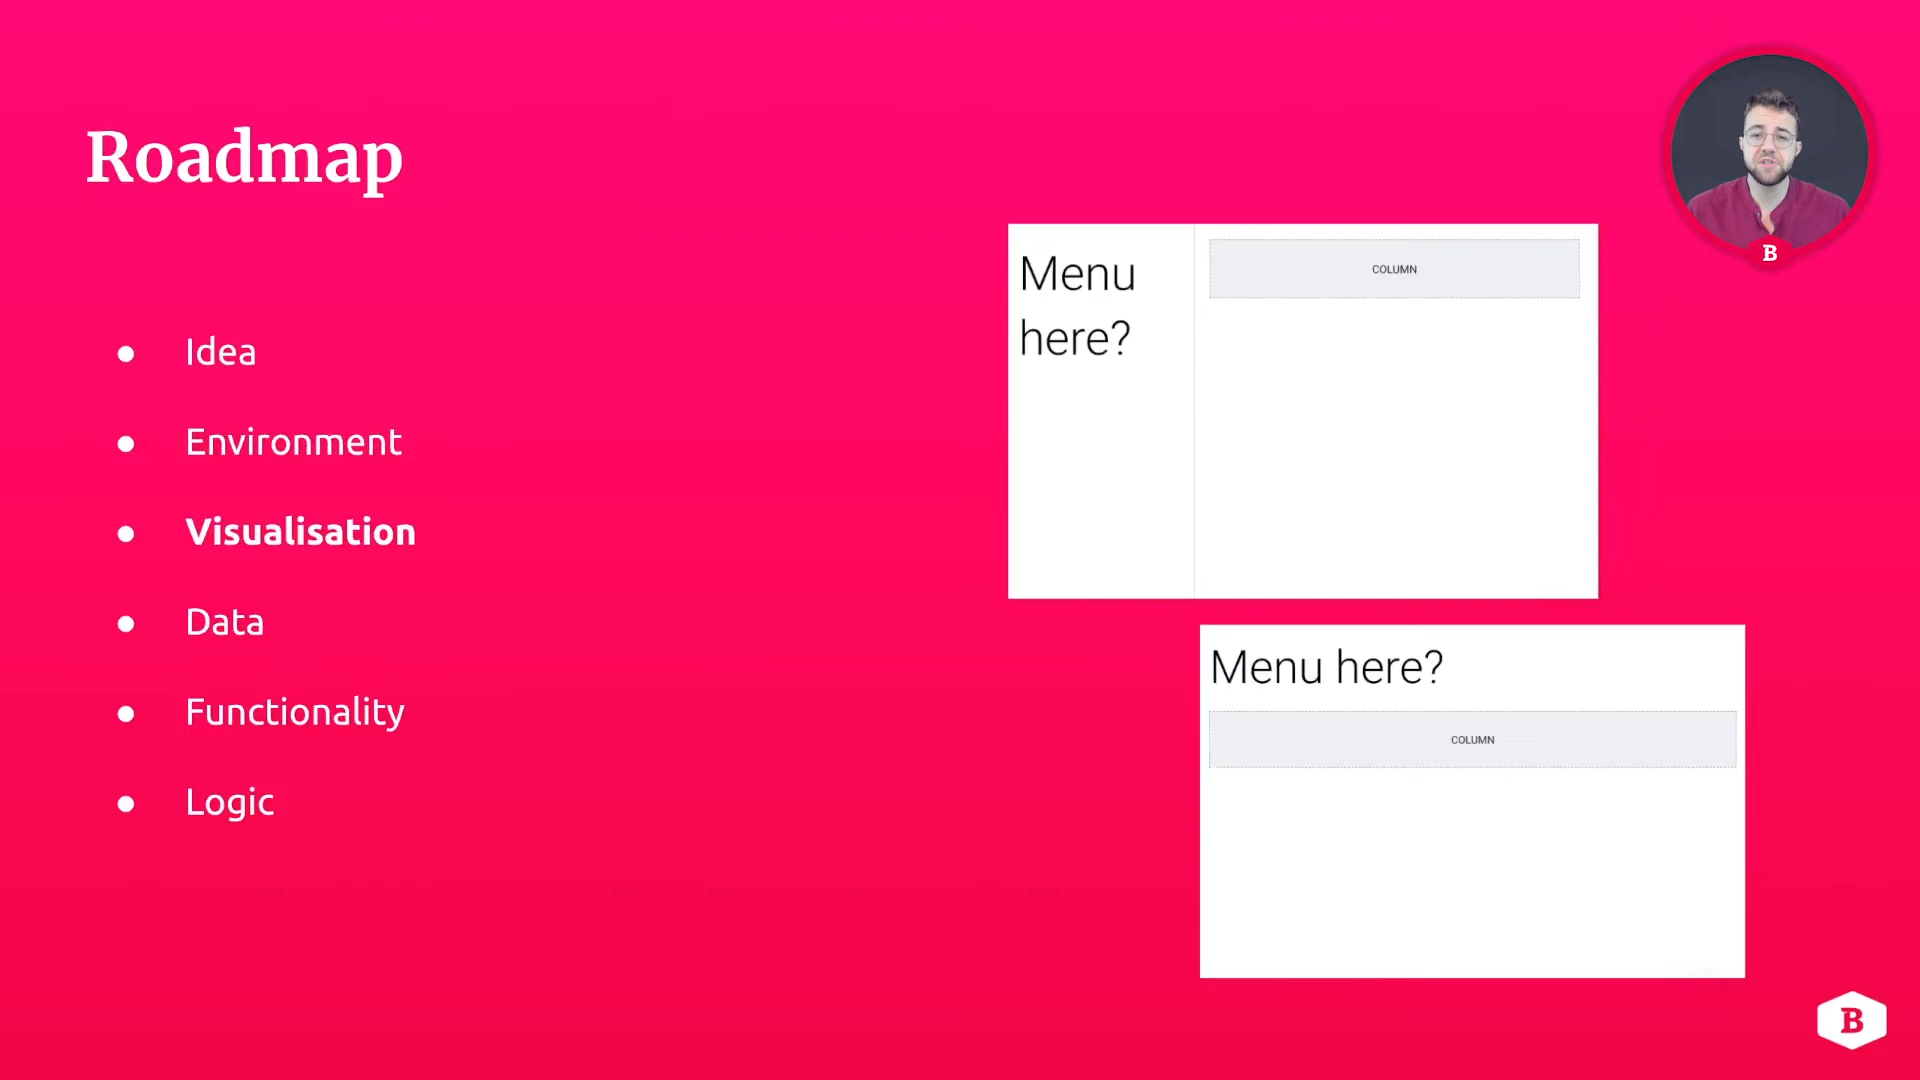 Roadmap
Idea
Environment
Visualisation
Data
Functionality
Logic
Menu
here?
COLUMN
Menu here?
COLUMN
B
B